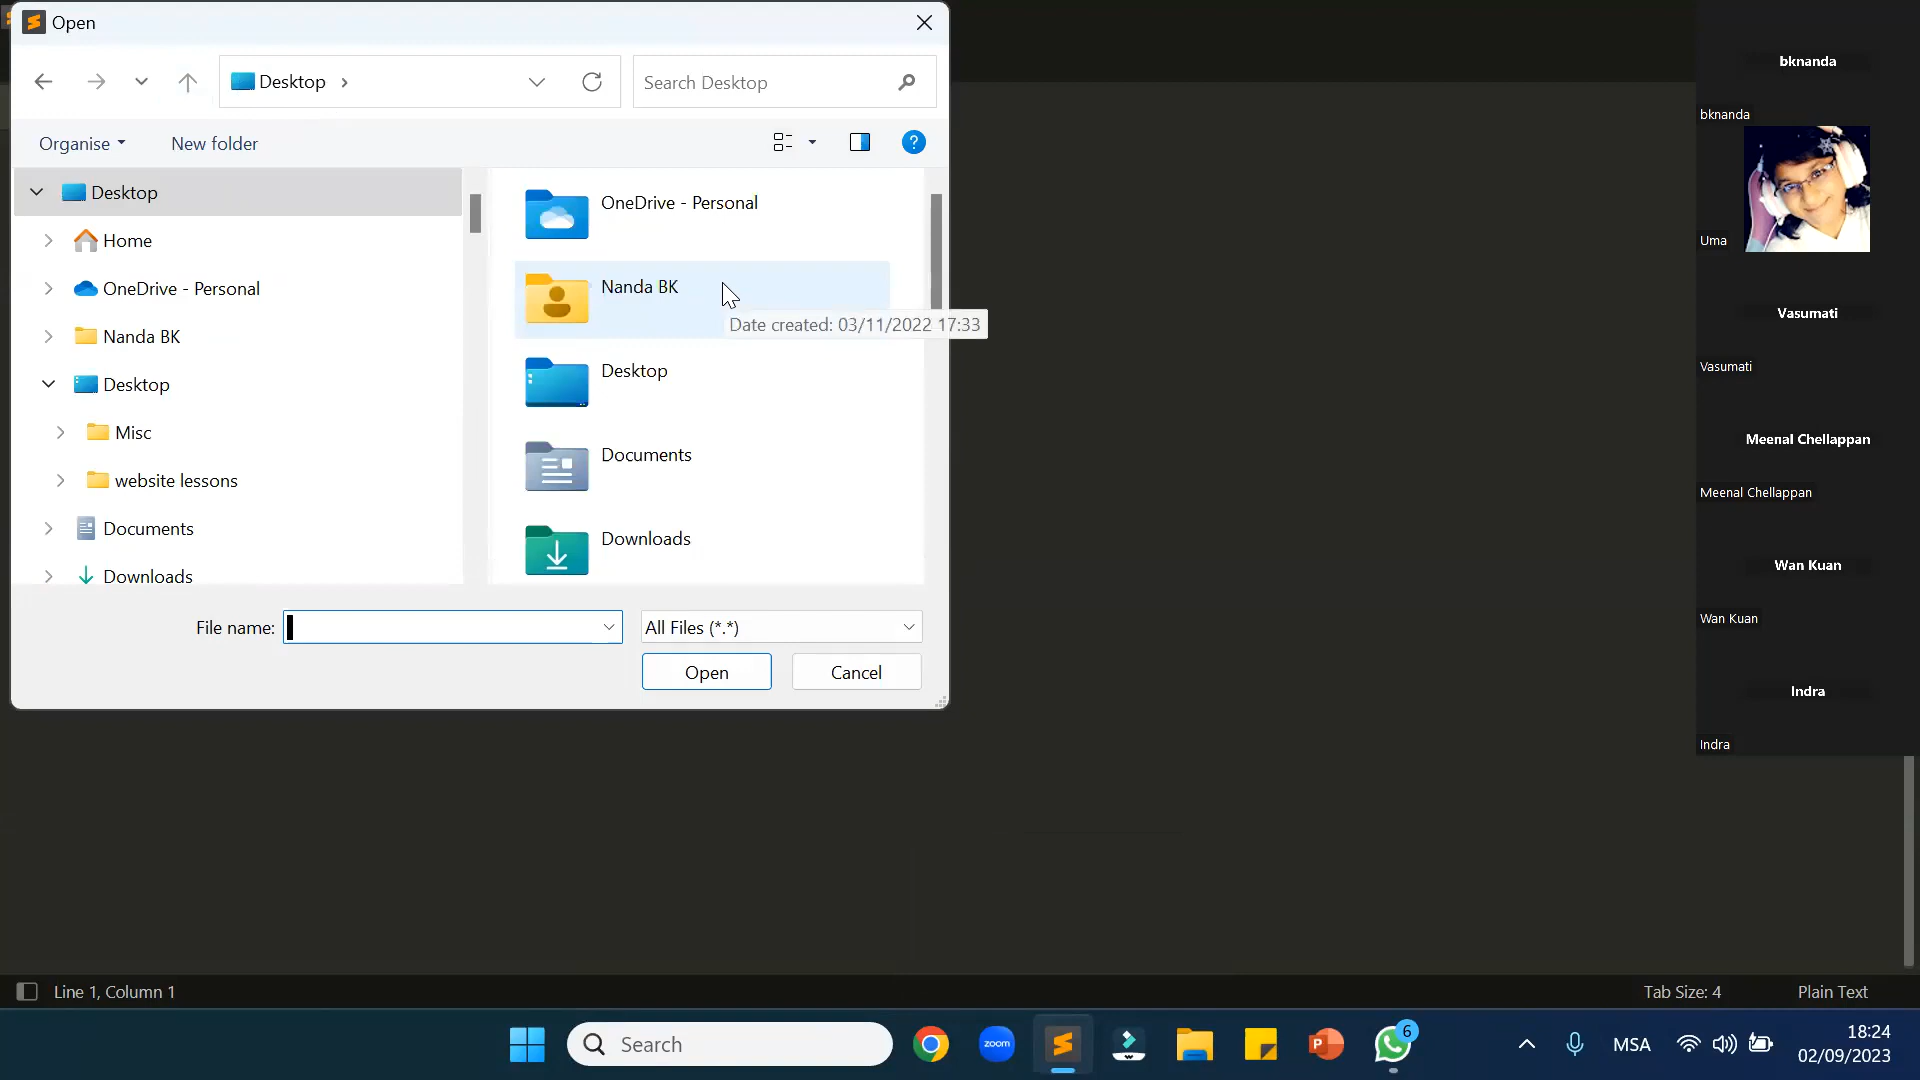 Open
Desktop
Search Desktop
Organise
New folder
Desktop
Home
OneDrive - Personal
Nanda BK
Desktop
Misc
website lessons
Documents
Downloads
OneDrive - Personal
Nanda BK
Date created: 03/11/2022 17:33
Desktop
Documents
Downloads
File name:
All Files (*.*)
Open
Cancel
bknanda
bknanda
Uma
Vasumati
Vasumati
Meenal Chellappan
Meenal Chellappan
Wan Kuan
Wan Kuan
Indra
Indra
Line 1, Column 1
Tab Size: 4
Plain Text
Search
zoom
P
6
MSA
18:24
02/09/2023